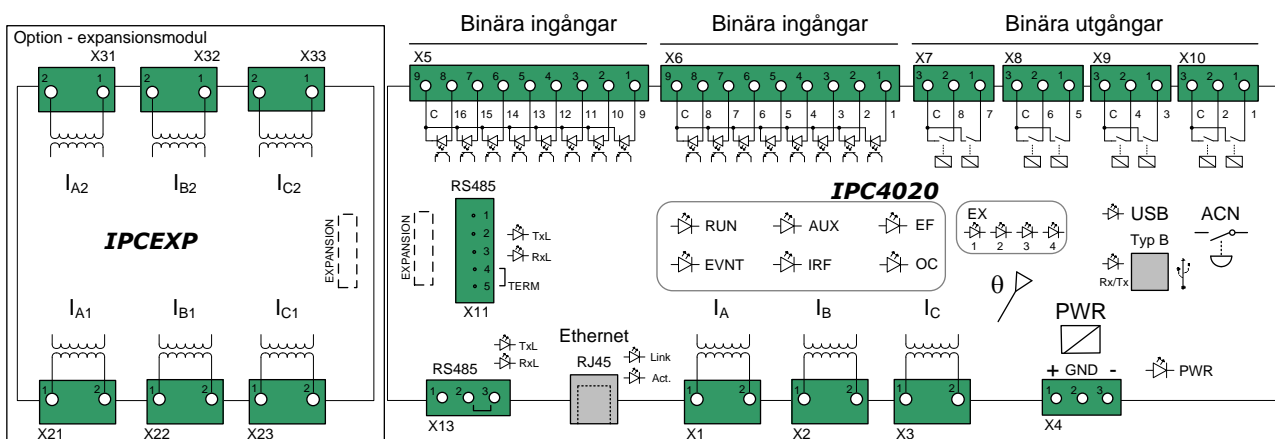 Binära ingångar
Binära ingångar
Binära utgångar
Option - expansionsmodul
X31
X32
X33
2 1
2 1
2 1
X5
9 8 7 6 5 4 3 2 1
C 16 15 14 13 12 11 10 9
X6
9 8 7 6 5 4 3 2 1
C 8 7 6 5 4 3 2 1
X7
3 2 1
C 8 7
X8
3 2 1
C 6 5
X9
3 2 1
C 4 3
X10
3 2 1
C 2 1
IA2
IB2
IC2
IPCEXP
EXPANSION
EXPANSION
RS485
1
2
3
4
5
TxL
RxL
TERM
X11
IPC4020
RUN
AUX
EF
EVNT
IRF
OC
EX
1 2 3 4
USB
Typ B
Rx/Tx
ACN
θ
IA1
IB1
IC1
1 2
1 2
1 2
X21
X22
X23
TxL
RxL
RS485
1 2 3
X13
Ethernet
RJ45
Link
Act.
IA
IB
IC
1 2
1 2
1 2
X1
X2
X3
PWR
+ GND -
1 2 3
X4
PWR